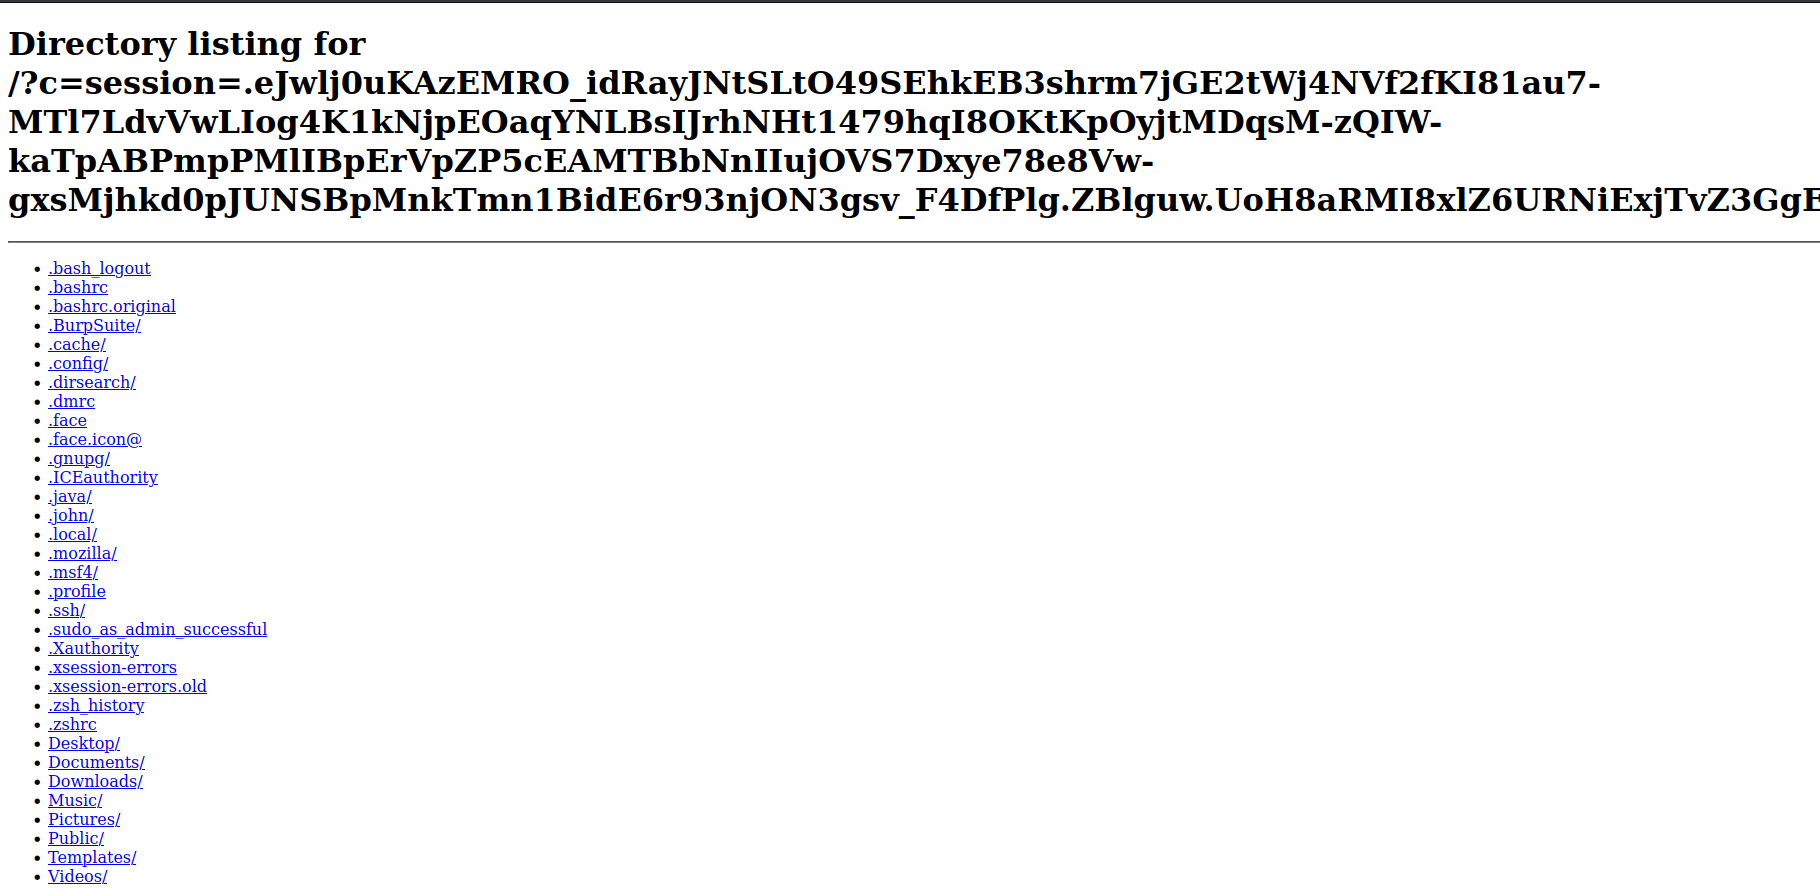 Directory listing for
/?c=session=.eJwlj0uKAzEMRO_idRayJNtSLtO49SEhkEB3shrm7jGE2tWj4NVf2fKI81au7-
MTl7LdvVwLIog4K1kNjpEOaqYNLBsIJrhNHt1479hqI8OKtKpOyjtMDqsM-zQIW-
kaTpABPmpPMlIBpErVpZP5cEAMTBbNnIIujOVS7Dxye78e8Vw-
gxsMjhkd0pJUNSBpMnkTmn1BidE6r93njON3gsv_F4DfPlg.ZBlguw.UoH8aRMI8xlZ6URNiExjTvZ3GgE
.bash_logout
.bashrc
.bashrc.original
.BurpSuite/
.cache/
.config/
.dirsearch/
.dmrc
.face
.face.icon@
.gnupg/
.ICEauthority
.java/
.john/
.local/
.mozilla/
.msf4/
.profile
.ssh/
.sudo_as_admin_successful
.Xauthority
.xsession-errors
.xsession-errors.old
.zsh_history
.zshrc
Desktop/
Documents/
Downloads/
Music/
Pictures/
Public/
Templates/
Videos/